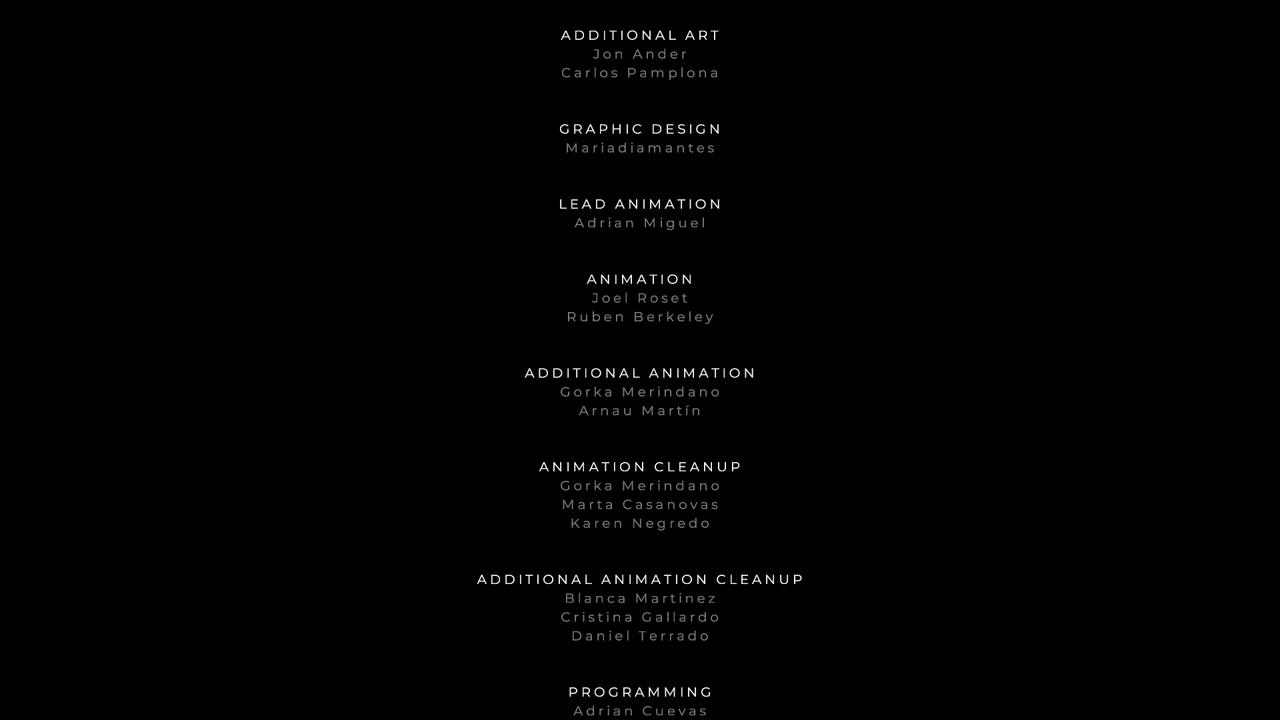 ADDITIONAL ART
Jon Ander
Carlos Pamplona
GRAPHIC DESIGN
Mariadiamantes
LEAD ANIMATION
Adrian Miguel
ANIMATION
Joel Roset
Ruben Berkeley
ADDITIONAL ANIMATION
Gorka Merindano
Arnau Martín
ANIMATION CLEANUP
Gorka Merindano
Marta Casanovas
Karen Negredo
ADDITIONAL ANIMATION CLEANUP
Blanca Martinez
Cristina Gallardo
Daniel Terrado
PROGRAMMING
Adrian Cuevas